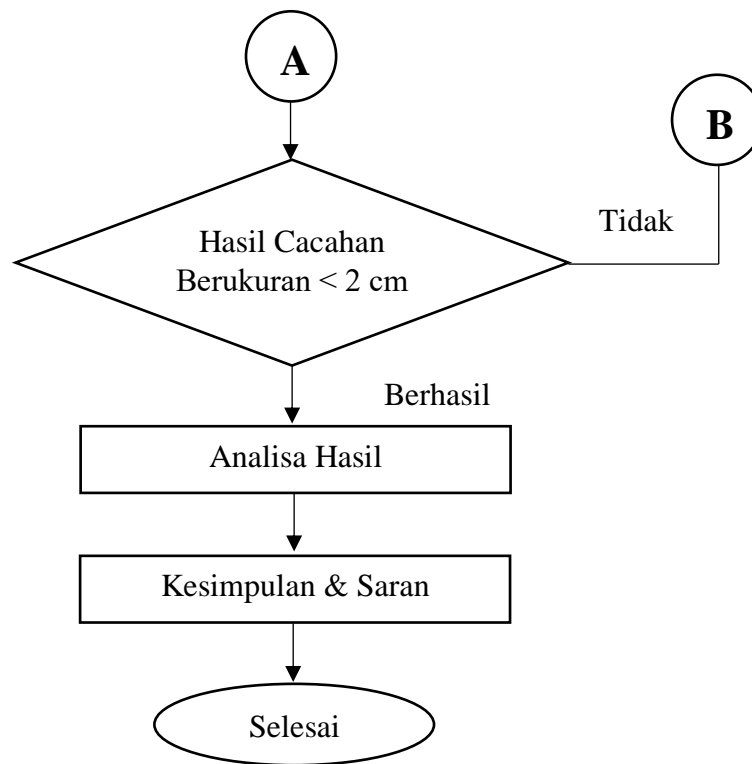 A
B
Tidak
Hasil Cacahan
Berukuran < 2 cm
Berhasil
Analisa Hasil
Kesimpulan & Saran
Selesai